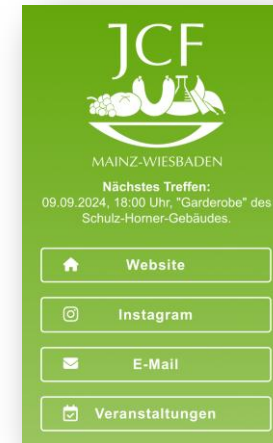 JCF
MAINZ-WIESBADEN
Nächstes Treffen:
09.09.2024, 18:00 Uhr, "Garderobe" des
Schulz-Horner-Gebäudes.
Website
Instagram
E-Mail
Veranstaltungen